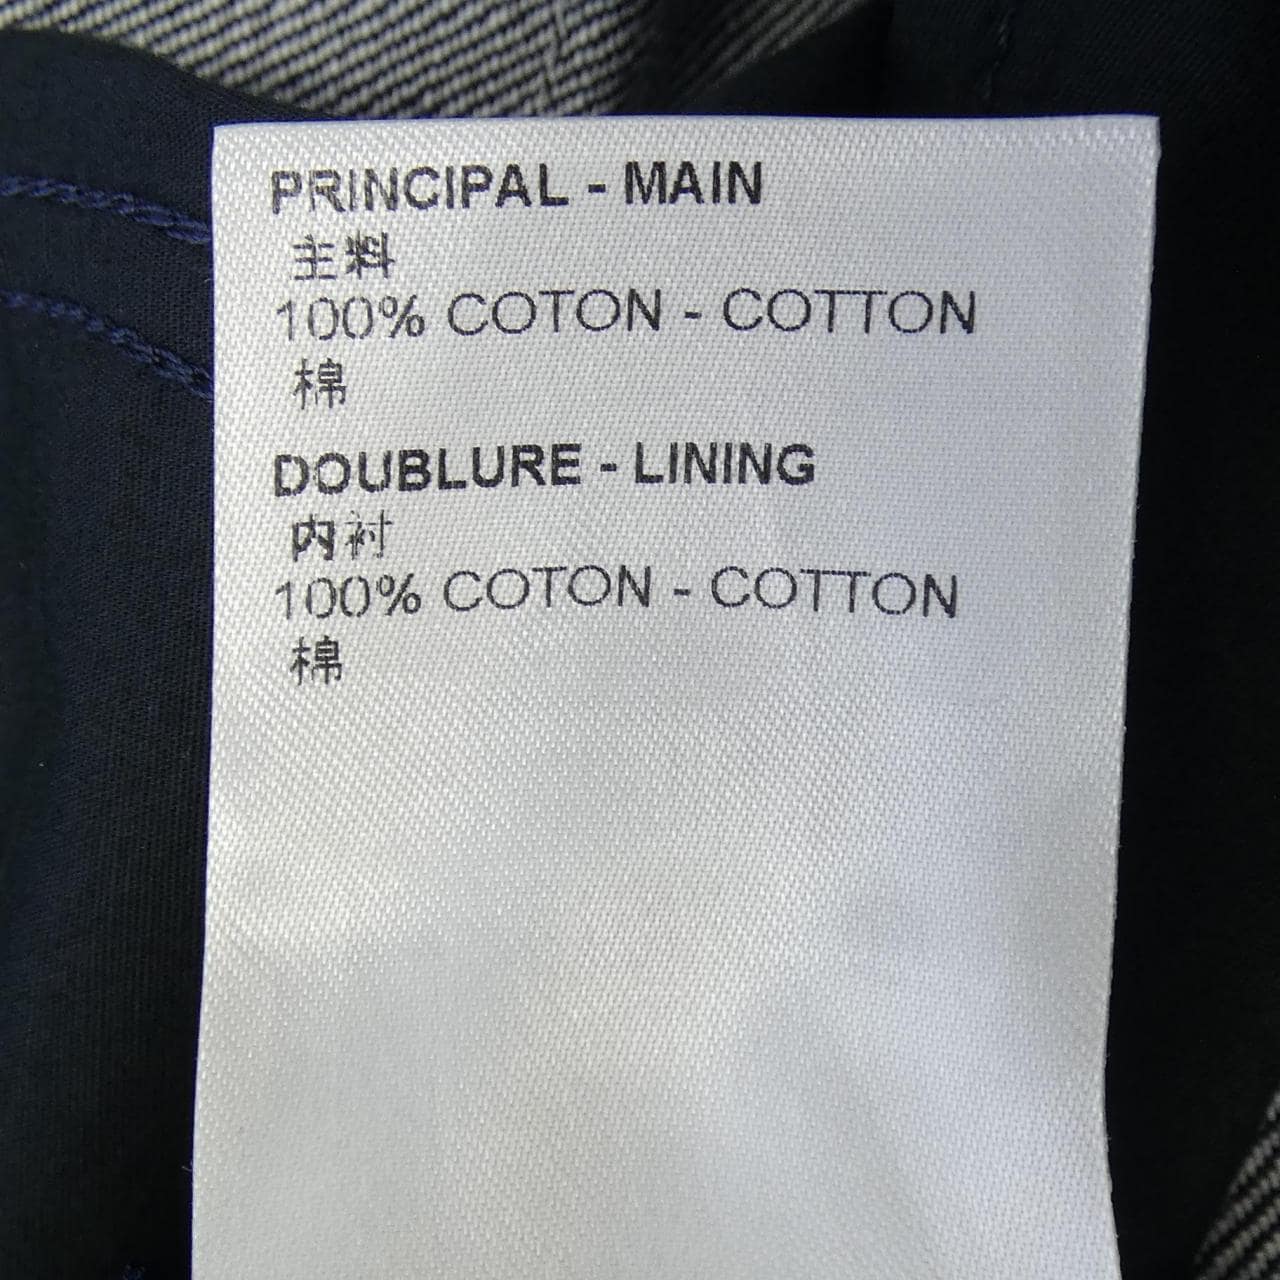 PRINCIPAL - MAIN
主料
100% COTON - COTTON
棉
DOUBLURE - LINING
内衬
100% COTON - COTTON
棉